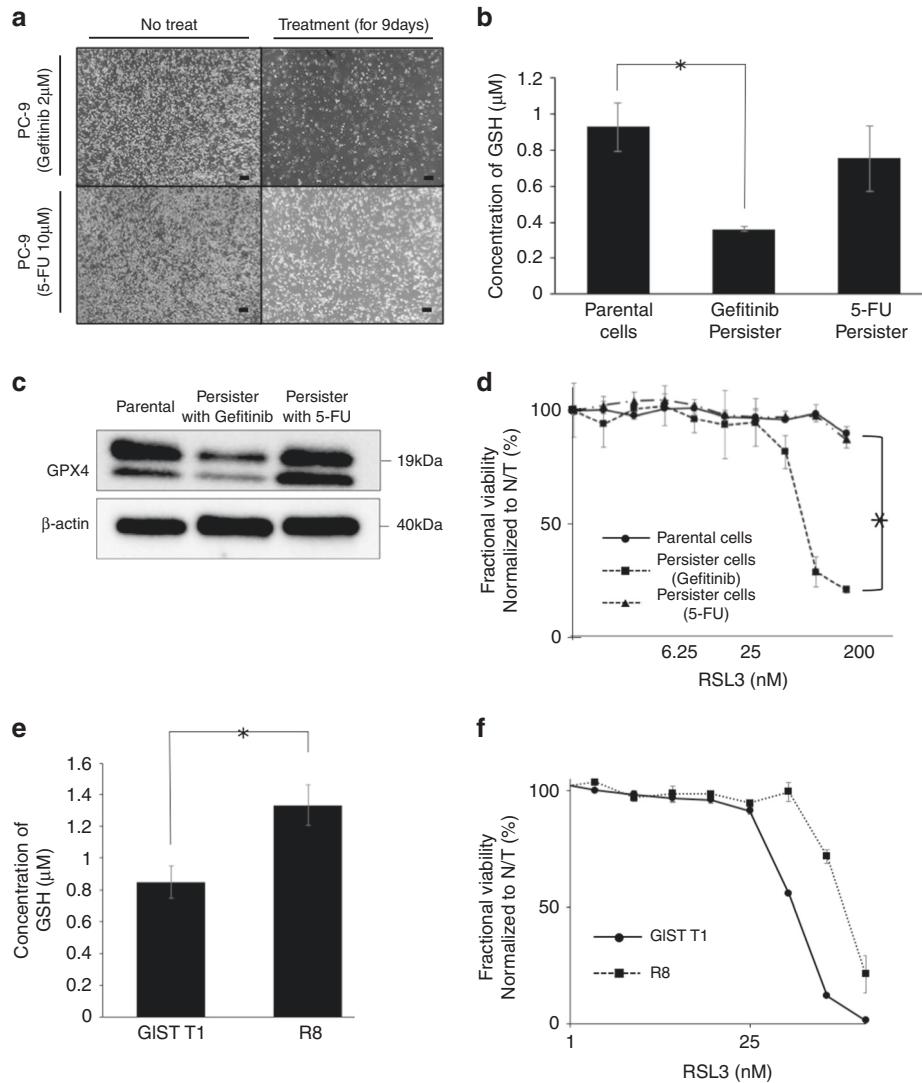 a
No treat
Treatment (for 9days)
PC-9
(Gefitinib 2μM)
PC-9
(5-FU 10μM)
b
*
Concentration of GSH (μM)
1.2
1
0.8
0.6
0.4
0.2
0
Parental
cells
Gefitinib
Persister
5-FU
Persister
c
Parental
Persister
with Gefitinib
Persister
with 5-FU
GPX4
19kDa
β-actin
40kDa
d
Fractional viability
Normalized to N/T (%)
100
50
0
Parental cells
Persister cells
(Gefitinib)
Persister cells
(5-FU)
*
6.25
25
200
RSL3 (nM)
e
*
Concentration of
GSH (μM)
1.6
1.4
1.2
1
0.8
0.6
0.4
0.2
0
GIST T1
R8
f
Fractional viability
Normalized to N/T (%)
100
50
0
GIST T1
R8
1
25
RSL3 (nM)